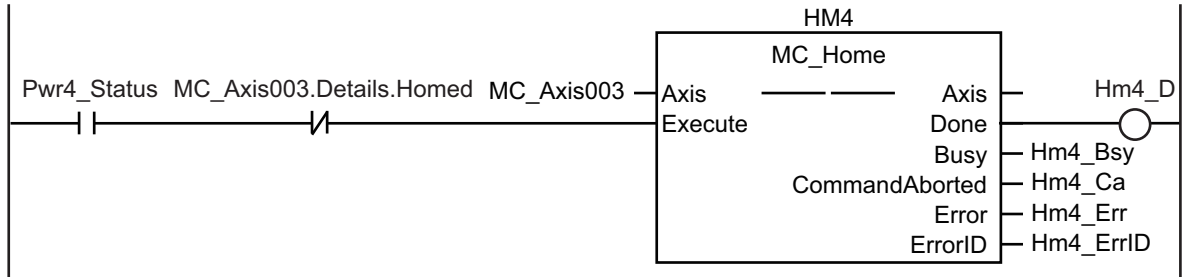 HM4
MC_Home
Pwr4_Status MC_Axis003.Details.Homed MC_Axis003 Axis Axis Hm4_D
Execute Done
Busy Hm4_Bsy
CommandAborted Hm4_Ca
Error Hm4_Err
ErrorID Hm4_ErrID